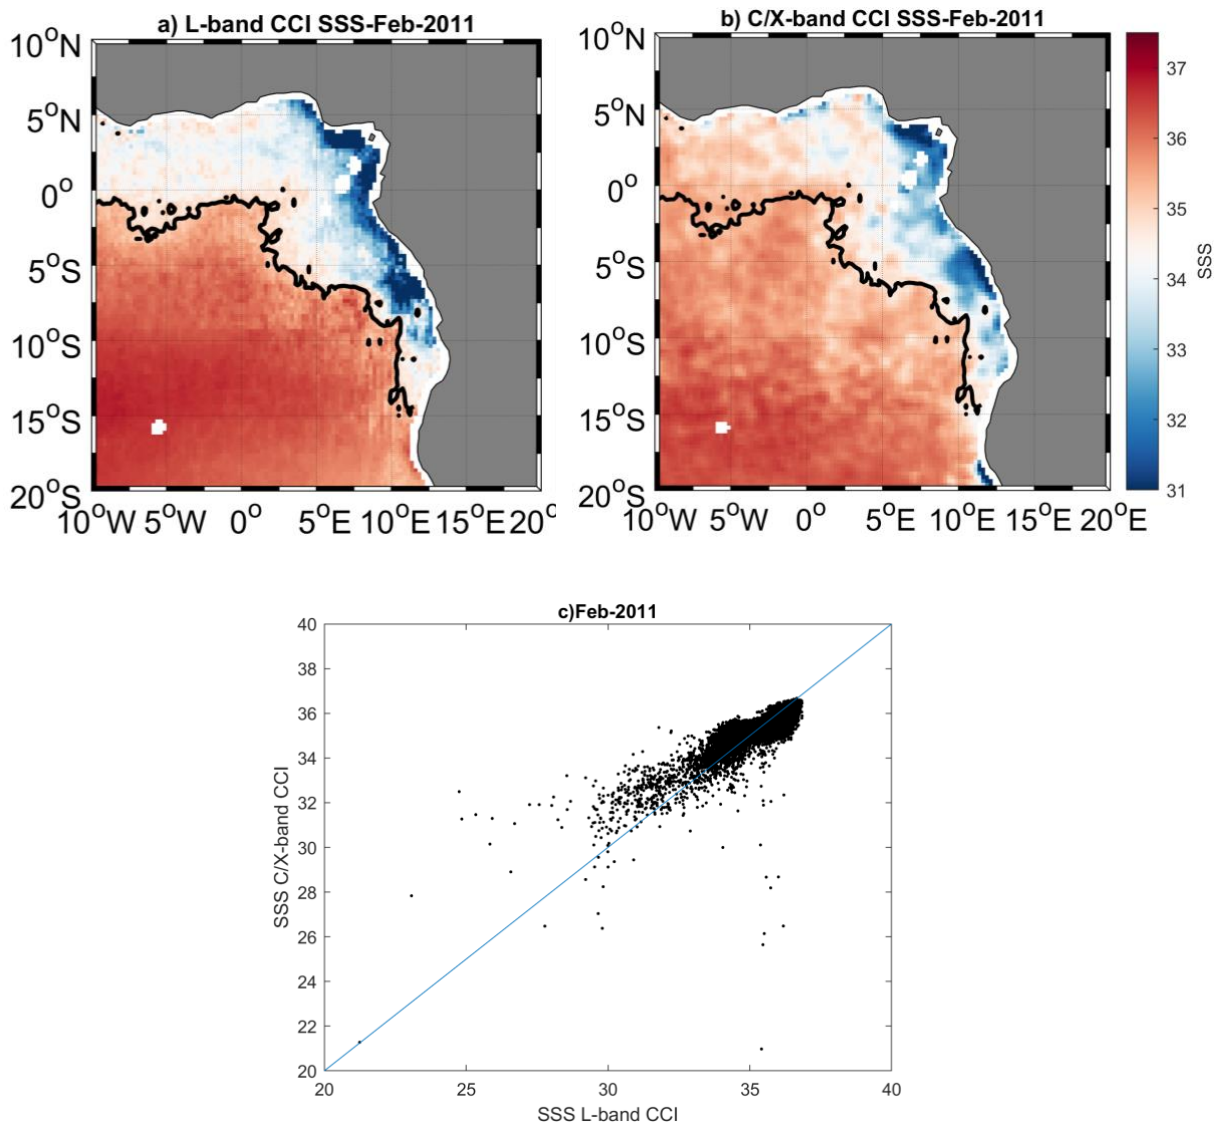 a) L-band CCI SSS-Feb-2011
10°N
5°N
0°
5°S
10°S
15°S
20°S
10°W 5°W 0° 5°E 10°E 15°E 20°
b) C/X-band CCI SSS-Feb-2011
10°N
5°N
0°
5°S
10°S
15°S
20°S
10°W 5°W 0° 5°E 10°E 15°E 20°E
37
36
35
34
33
32
31
SSS
c)Feb-2011
40
38
36
34
32
30
28
26
24
22
20
SSS C/X-band CCI
20 25 30 35 40
SSS L-band CCI